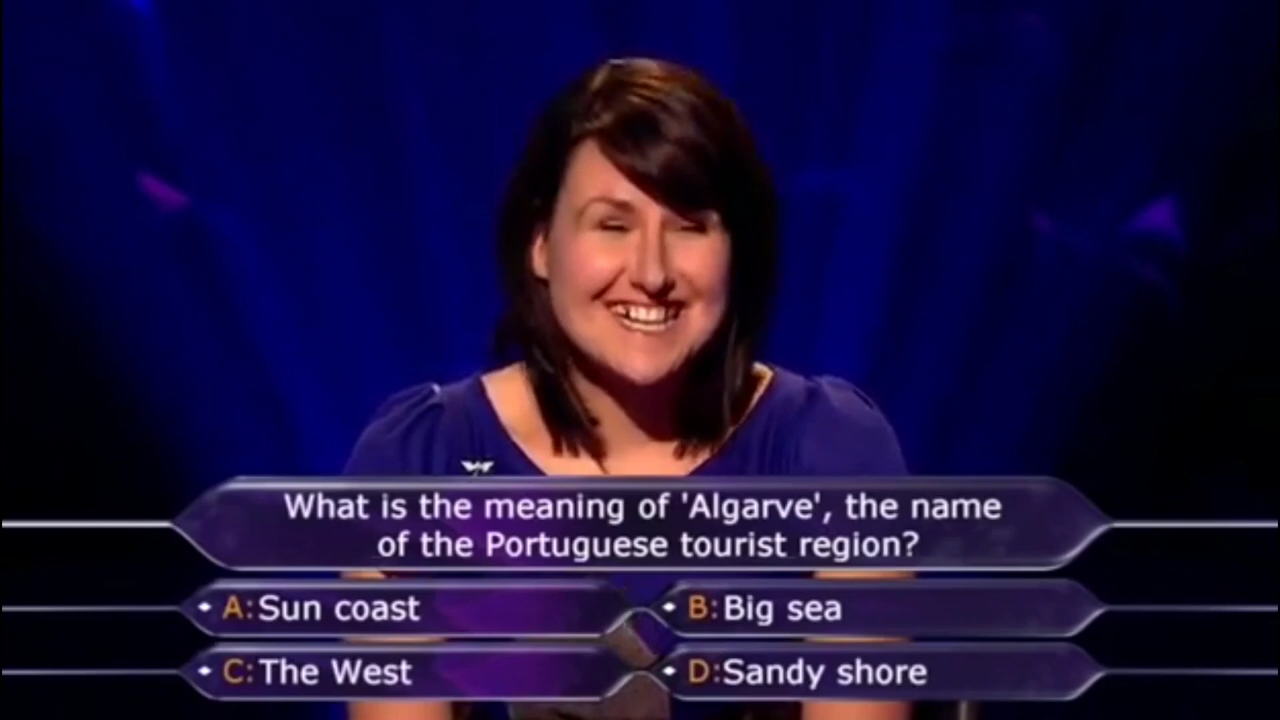 What is the meaning of 'Algarve', the name
of the Portuguese tourist region?
A:Sun coast
B:Big sea
C:The West
D:Sandy shore